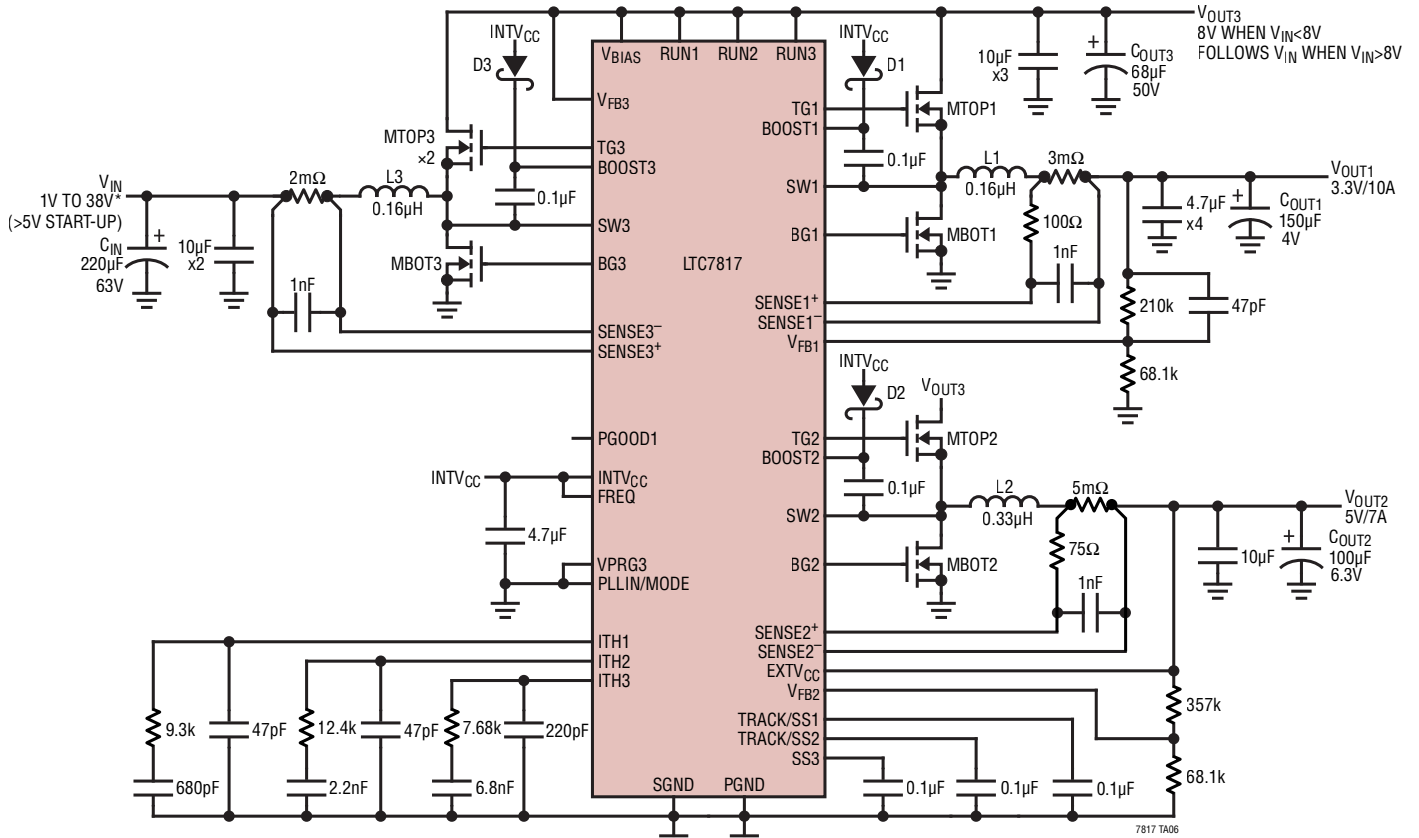 VOUT3
8V WHEN VIN<8V
FOLLOWS VIN WHEN VIN>8V
INTVCC
D3
VBIAS
RUN1
RUN2
RUN3
INTVCC
D1
10µF
x3
+
COUT3
68µF
50V
VFB3
TG1
MTOP1
BOOST1
MTOP3
×2
TG3
BOOST3
0.1µF
0.1µF
VIN
1V TO 38V*
(>5V START-UP)
2mΩ
L3
0.16µH
SW3
SW1
L1
0.16µH
3mΩ
VOUT1
3.3V/10A
CIN
220µF
63V
+
10µF
x2
MBOT3
BG3
LTC7817
BG1
MBOT1
100Ω
1nF
4.7µF
x4
+
COUT1
150µF
4V
1nF
SENSE3–
SENSE3+
SENSE1+
SENSE1–
VFB1
210k
47pF
68.1k
INTVCC
D2
VOUT3
PGOOD1
TG2
MTOP2
BOOST2
0.1µF
INTVCC
INTVCC
FREQ
4.7µF
SW2
L2
0.33µH
5mΩ
VOUT2
5V/7A
VPRG3
PLLIN/MODE
BG2
MBOT2
75Ω
1nF
10µF
+
COUT2
100µF
6.3V
ITH1
ITH2
ITH3
SENSE2+
SENSE2–
EXTVCC
VFB2
357k
68.1k
9.3k
47pF
12.4k
47pF
7.68k
220pF
680pF
2.2nF
6.8nF
TRACK/SS1
TRACK/SS2
SS3
SGND
PGND
0.1µF
0.1µF
0.1µF
7817 TA06